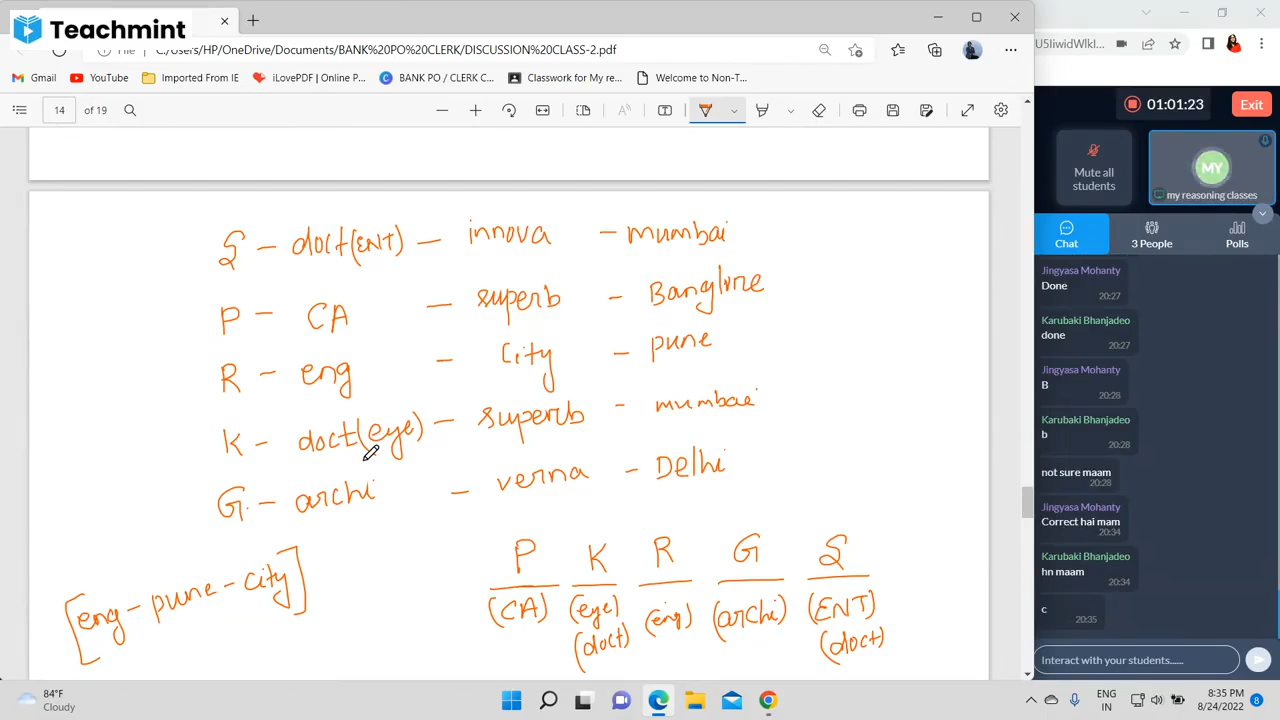 Teachmint
File
C:/Users/HP/OneDrive/Documents/BANK%20PO%20CLERK/DISCUSSION%20CLASS-2.pdf
U5IiwidWlkI...
Gmail
YouTube
Imported From IE
iLovePDF | Online P...
BANK PO / CLERK C...
Classwork for My re...
Welcome to Non-T...
14 of 19
01:01:23
Exit
Mute all students
MY
my reasoning classes
Chat
3 People
Polls
S - doct(ENT) - innova - mumbai
P - CA - superb - Banglore
R - eng - city - pune
K - doct(eye) - superb - mumbai
G - archi - verna - Delhi
[eng - pune - city]
P K R G S
(CA) (eye) (eng) (archi) (ENT)
(doct) (doct)
Jingyasa Mohanty
Done
20:27
Karubaki Bhanjadeo
done
20:27
Jingyasa Mohanty
B
20:28
Karubaki Bhanjadeo
b
20:28
not sure maam
20:28
Jingyasa Mohanty
Correct hai mam
20:34
Karubaki Bhanjadeo
hn maam
20:34
c
20:35
Interact with your students......
84°F
Cloudy
ENG
IN
8:35 PM
8/24/2022
8